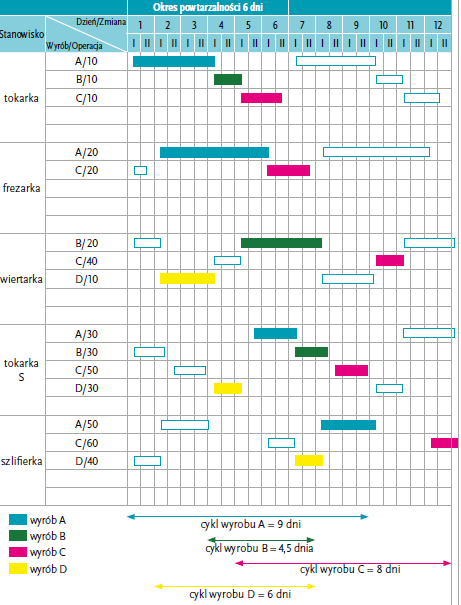 Okres powtarzalności 6 dni
Stanowisko
Dzień/Zmiana
Wyrób/Operacja
1 2 3 4 5 6 7 8 9 10 11 12
I II I II I II I II I II I II I II I II I II I II I II I II
tokarka
A/10
B/10
C/10
frezarka
A/20
C/20
wiertarka
B/20
C/40
D/10
tokarka
S
A/30
B/30
C/50
D/30
szlifierka
A/50
C/60
D/40
wyrób A
wyrób B
wyrób C
wyrób D
cykl wyrobu A = 9 dni
cykl wyrobu B = 4,5 dnia
cykl wyrobu C = 8 dni
cykl wyrobu D = 6 dni